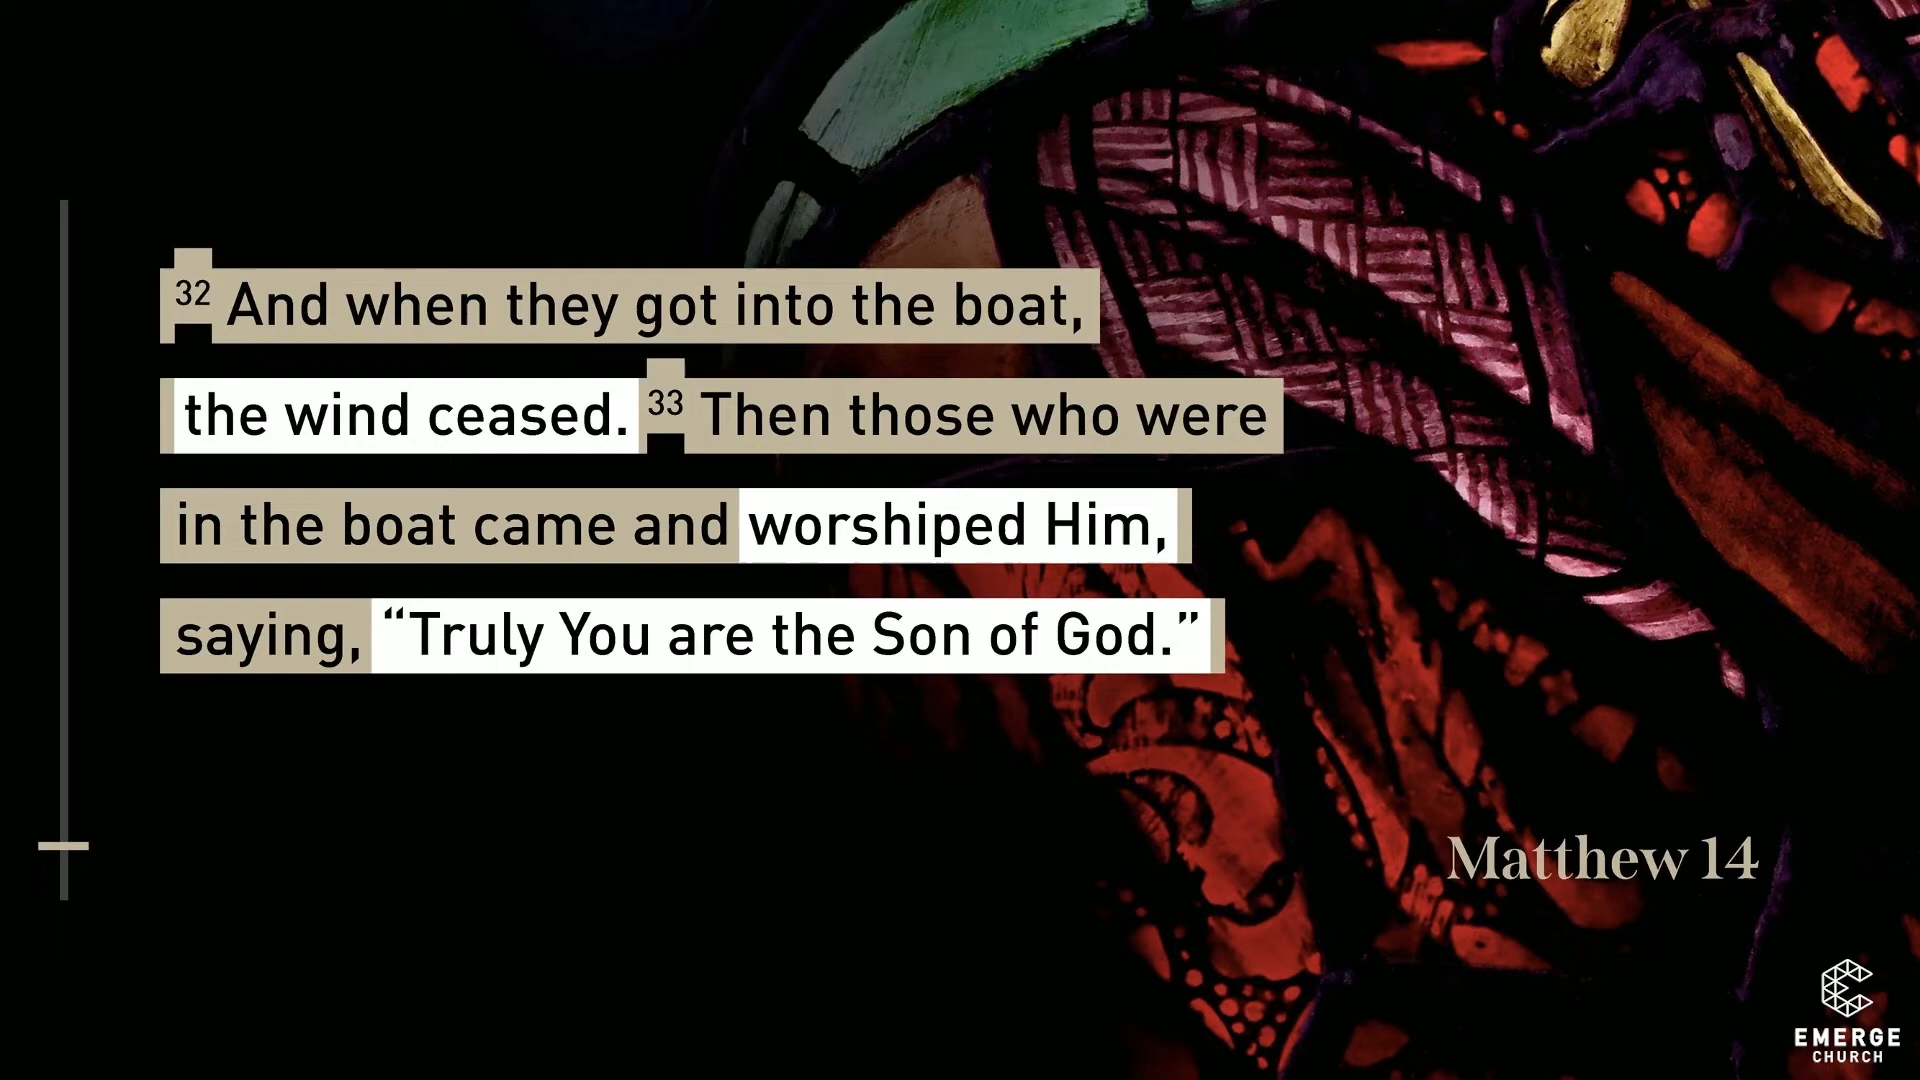 32 And when they got into the boat,
the wind ceased. 33 Then those who were
in the boat came and worshiped Him,
saying, “Truly You are the Son of God.”
Matthew 14
EMERGE
CHURCH